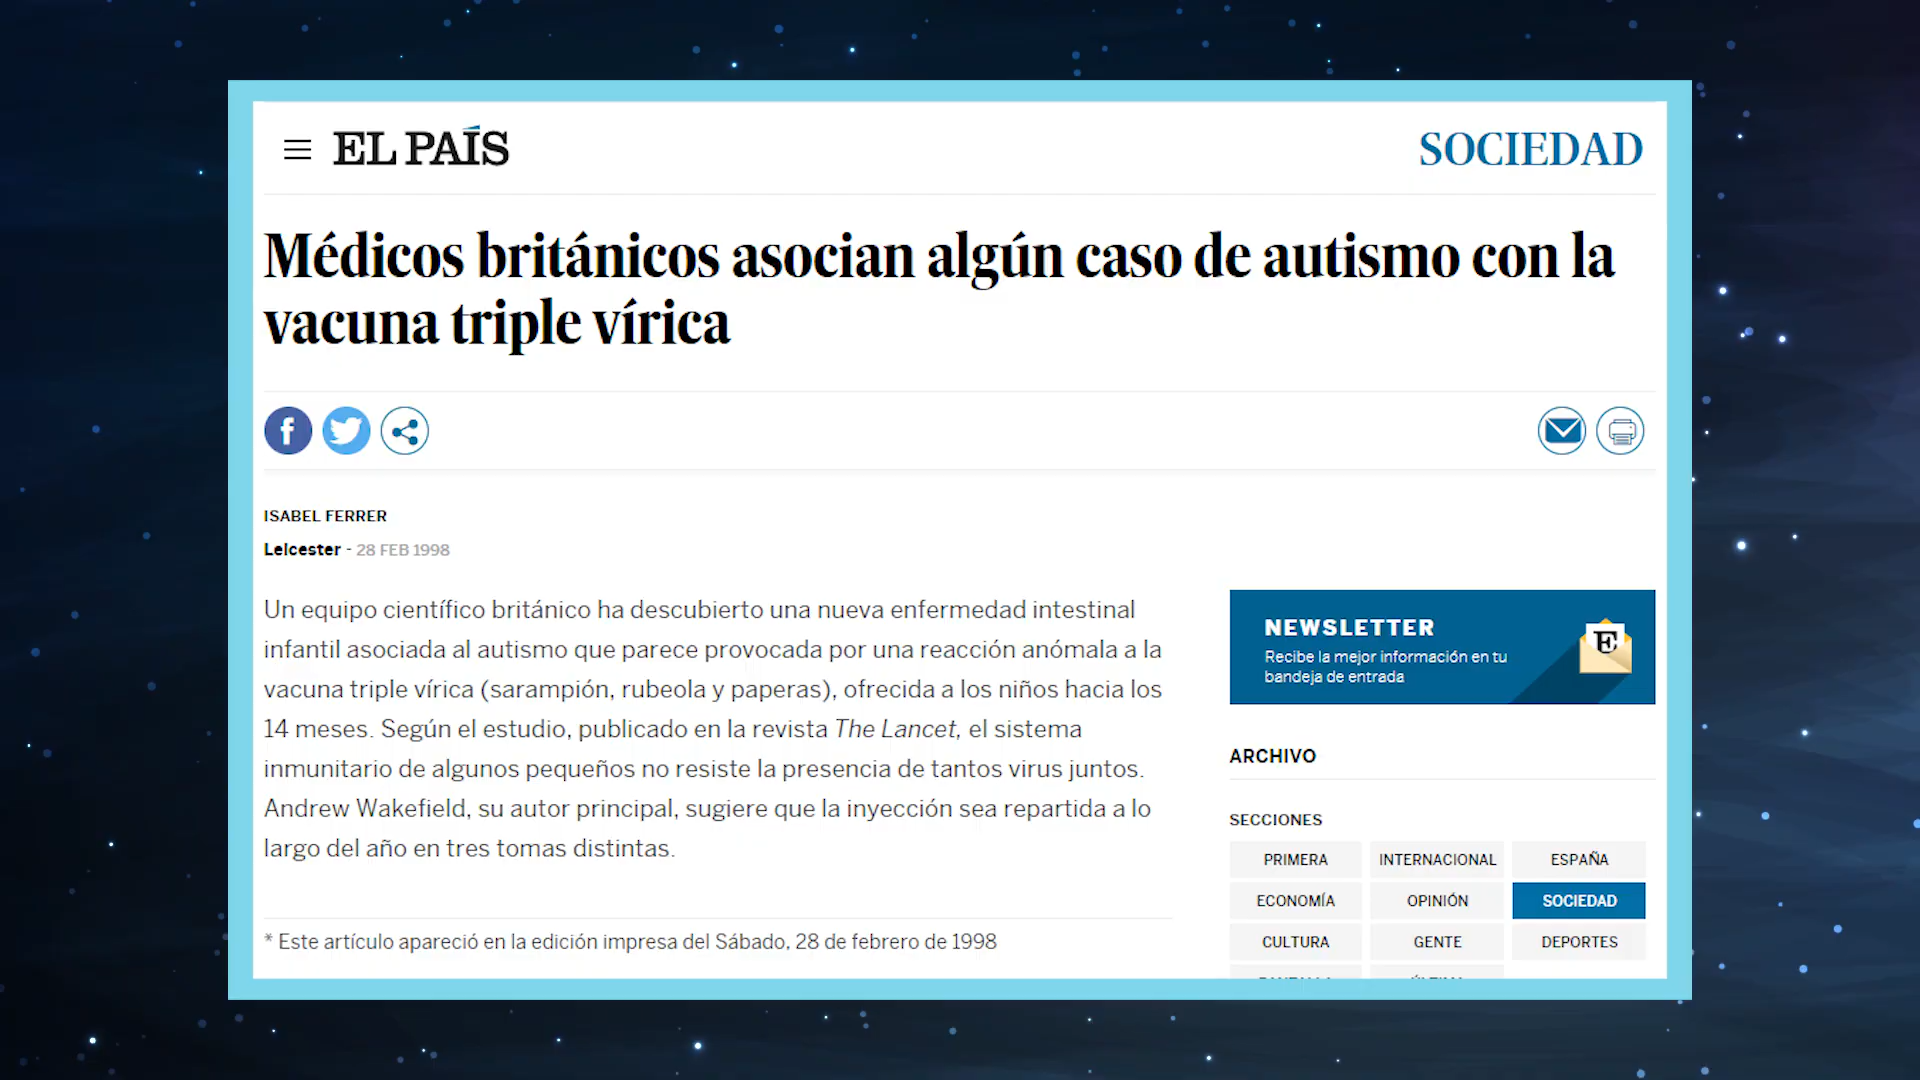 EL PAÍS
SOCIEDAD
Médicos británicos asocian algún caso de autismo con la
vacuna triple vírica
ISABEL FERRER
Leicester - 28 FEB 1998
Un equipo científico británico ha descubierto una nueva enfermedad intestinal
infantil asociada al autismo que parece provocada por una reacción anómala a la
vacuna triple vírica (sarampión, rubeola y paperas), ofrecida a los niños hacia los
14 meses. Según el estudio, publicado en la revista The Lancet, el sistema
inmunitario de algunos pequeños no resiste la presencia de tantos virus juntos.
Andrew Wakefield, su autor principal, sugiere que la inyección sea repartida a lo
largo del año en tres tomas distintas.
* Este artículo apareció en la edición impresa del Sábado, 28 de febrero de 1998
NEWSLETTER
Recibe la mejor información en tu
bandeja de entrada
E
ARCHIVO
SECCIONES
PRIMERA INTERNACIONAL ESPAÑA
ECONOMÍA OPINIÓN SOCIEDAD
CULTURA GENTE DEPORTES